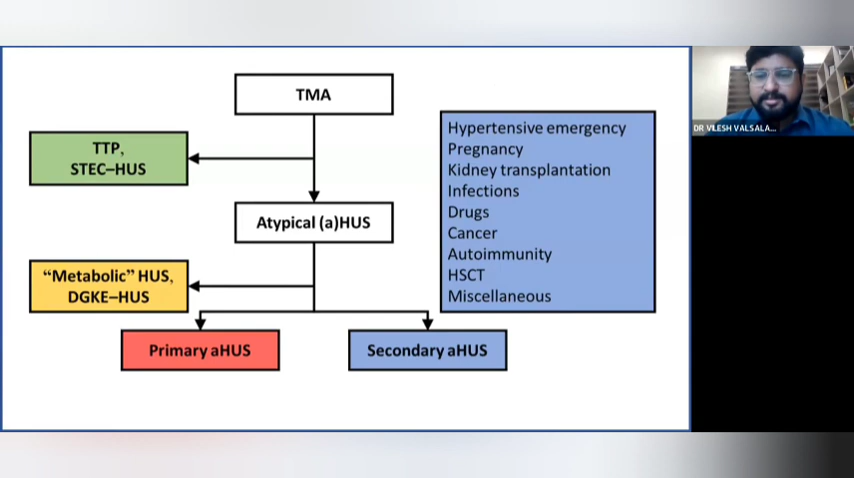 TMA
TTP,
STEC–HUS
Atypical (a)HUS
"Metabolic" HUS,
DGKE–HUS
Primary aHUS
Secondary aHUS
Hypertensive emergency
Pregnancy
Kidney transplantation
Infections
Drugs
Cancer
Autoimmunity
HSCT
Miscellaneous
DR VILESH VALSALA...